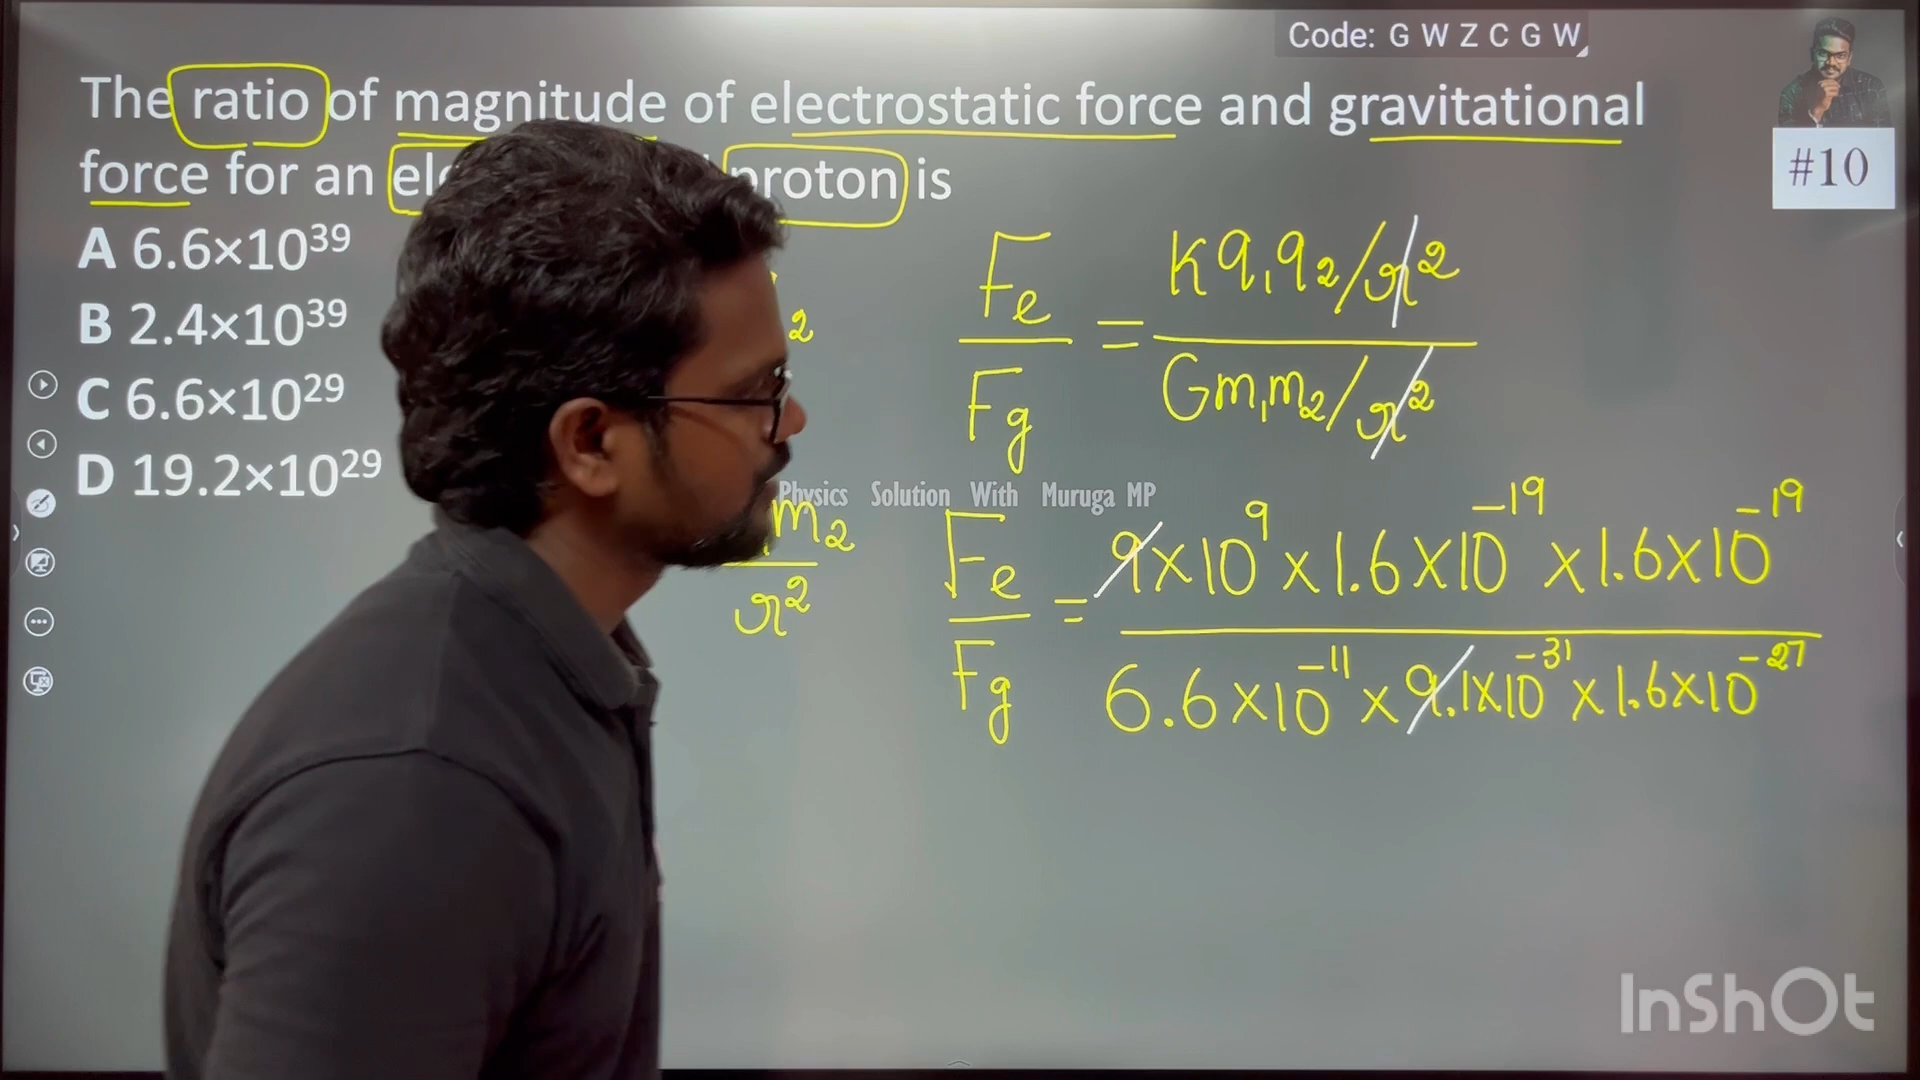 Code: G W Z C G W
The ratio of magnitude of electrostatic force and gravitational
#10
force for an proton is
A 6.6×10³⁹
B 2.4×10³⁹
C 6.6×10²⁹
D 19.2×10²⁹
2
m₂
r²
Fe/Fg = Kq₁q₂/r² / Gm₁m₂/r²
Physics Solution With Muruga MP
Fe/Fg = 9×10⁹×1.6×10⁻¹⁹×1.6×10⁻¹⁹ / 6.6×10⁻¹¹×9.1×10⁻³¹×1.6×10⁻²⁷
InShOt